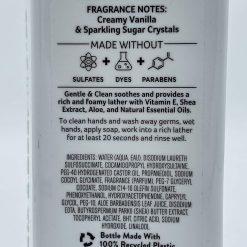 FRAGRANCE NOTES:
Creamy Vanilla
& Sparkling Sugar Crystals
MADE WITHOUT
SULFATES + DYES + PARABENS
Gentle & Clean soothes and provides a
rich and foamy lather with Vitamin E, Shea
Extract, Aloe, and Natural Essential Oils.
To clean hands and wash away germs, wet
hands, apply soap, work into a rich lather for
at least 20 seconds and rinse well.
INGREDIENTS: WATER (AQUA, EAU), DISODIUM LAURETH
SULFOSUCCINATE, COCAMIDOPROPYL HYDROXYSULTAINE,
PEG-40 HYDROGENATED CASTOR OIL, PROPANEDIOL, SODIUM
COCOYL GLYCINATE, FRAGRANCE PARFUM, PEG-7 GLYCERYL
COCOATE, SODIUM C14-16 OLEFIN SULFONATE,
PHENOXYETHANOL, HYDROXYACETOPHENONE, CAPRYLYL
GLYCOL, PEG-10, ALOE BARBADENSIS LEAF JUICE, DISODIUM
EDTA, BUTYROSPERMUM PARKII (SHEA) BUTTER EXTRACT,
TOCOPHERYL ACETATE, BHT, CITRIC ACID, SODIUM
HYDROXIDE, LINALOOL
Bottle Made With
100% Recycled Plastic